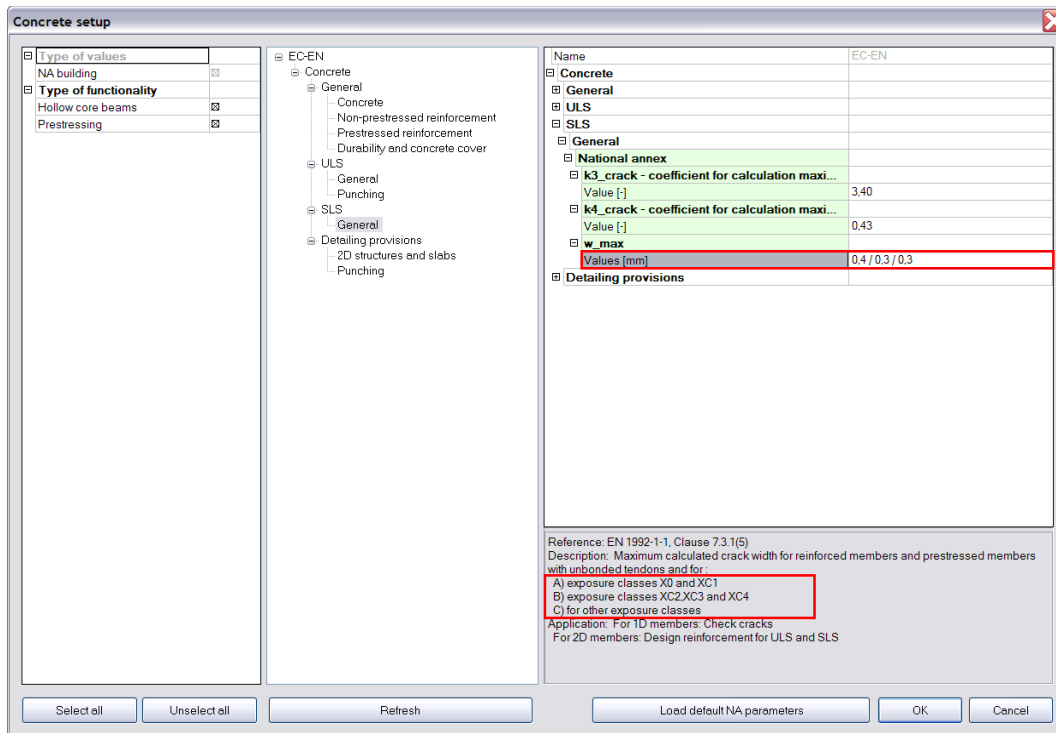 Concrete setup
Type of values
NA building
Type of functionality
Hollow core beams
Prestressing
EC-EN
Concrete
General
Concrete
Non-prestressed reinforcement
Prestressed reinforcement
Durability and concrete cover
ULS
General
Punching
SLS
General
Detailing provisions
2D structures and slabs
Punching
Name EC-EN
Concrete
General
ULS
SLS
General
National annex
k3_crack - coefficient for calculation maxi...
Value [-] 3,40
k4_crack - coefficient for calculation maxi...
Value [-] 0,43
w_max
Values [mm] 0,4 / 0,3 / 0,3
Detailing provisions
Reference: EN 1992-1-1, Clause 7.3.1(5)
Description: Maximum calculated crack width for reinforced members and prestressed members
with unbonded tendons and for :
A) exposure classes X0 and XC1
B) exposure classes XC2,XC3 and XC4
C) for other exposure classes
Application: For 1D members: Check cracks
For 2D members: Design reinforcement for ULS and SLS
Select all Unselect all Refresh Load default NA parameters OK Cancel